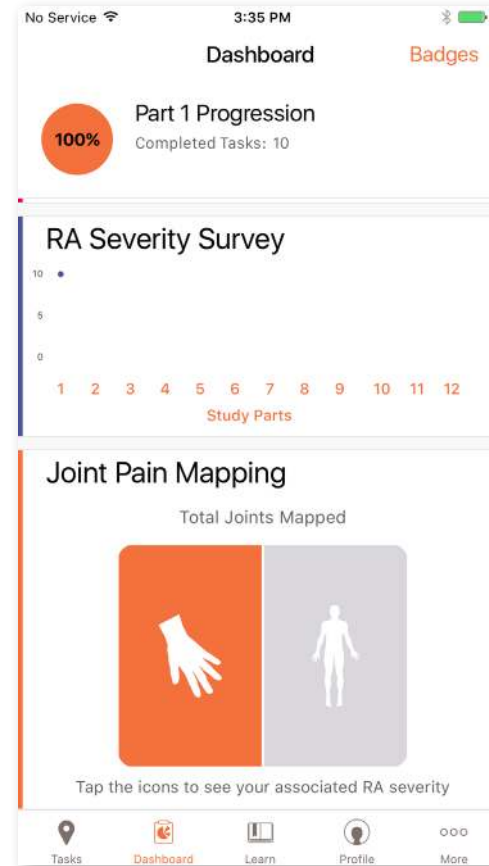 No Service 3:35 PM
Dashboard Badges
100%
Part 1 Progression
Completed Tasks: 10
RA Severity Survey
10
5
0
1 2 3 4 5 6 7 8 9 10 11 12
Study Parts
Joint Pain Mapping
Total Joints Mapped
Tap the icons to see your associated RA severity
Tasks Dashboard Learn Profile More